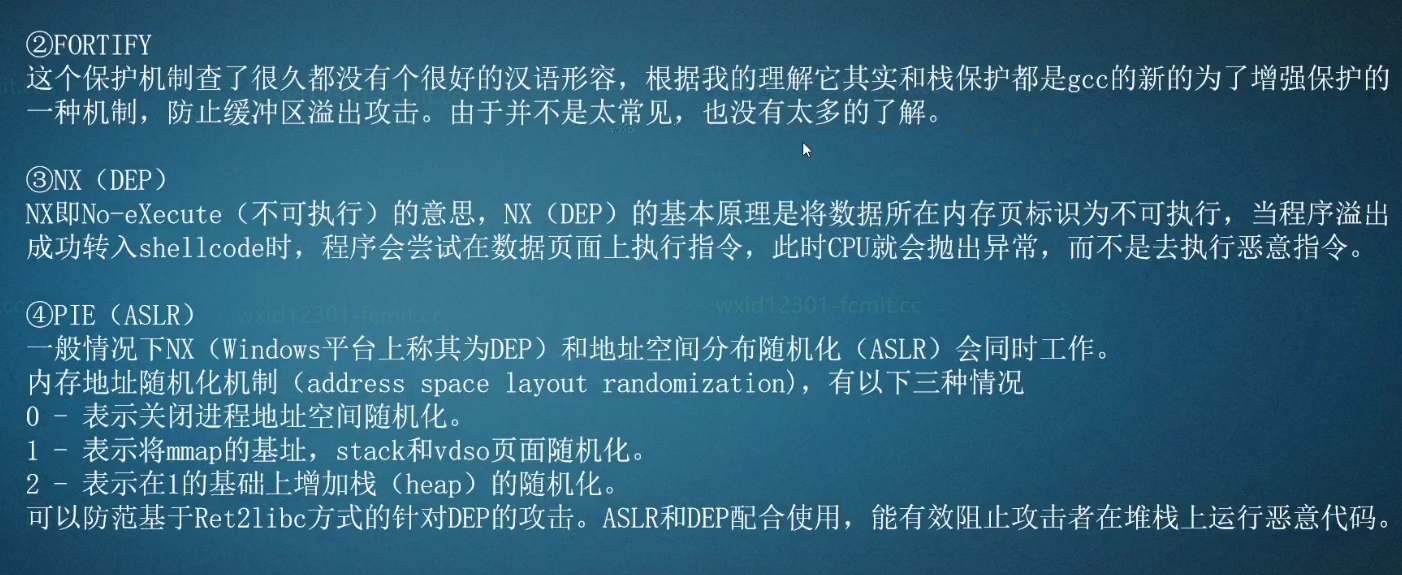 ②FORTIFY
这个保护机制查了很久都没有个很好的汉语形容，根据我的理解它其实和栈保护都是gcc的新的为了增强保护的
一种机制，防止缓冲区溢出攻击。由于并不是太常见，也没有太多的了解。
③NX（DEP）
NX即No-eXecute（不可执行）的意思，NX（DEP）的基本原理是将数据所在内存页标识为不可执行，当程序溢出
成功转入shellcode时，程序会尝试在数据页面上执行指令，此时CPU就会抛出异常，而不是去执行恶意指令。
wxid12301-fcmit.cc
wxid12301-fcmit.cc
④PIE（ASLR）
一般情况下NX（Windows平台上称其为DEP）和地址空间分布随机化（ASLR）会同时工作。
内存地址随机化机制（address space layout randomization)，有以下三种情况
0 - 表示关闭进程地址空间随机化。
1 - 表示将mmap的基址，stack和vdso页面随机化。
2 - 表示在1的基础上增加栈（heap）的随机化。
可以防范基于Ret2libc方式的针对DEP的攻击。ASLR和DEP配合使用，能有效阻止攻击者在堆栈上运行恶意代码。